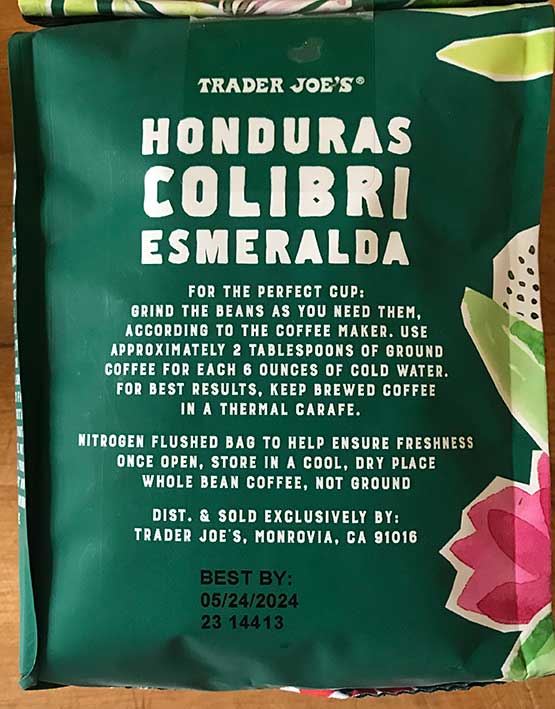 TRADER JOE'S®
HONDURAS
COLIBRI
ESMERALDA
FOR THE PERFECT CUP:
GRIND THE BEANS AS YOU NEED THEM,
ACCORDING TO THE COFFEE MAKER. USE
APPROXIMATELY 2 TABLESPOONS OF GROUND
COFFEE FOR EACH 6 OUNCES OF COLD WATER.
FOR BEST RESULTS, KEEP BREWED COFFEE
IN A THERMAL CARAFE.
NITROGEN FLUSHED BAG TO HELP ENSURE FRESHNESS
ONCE OPEN, STORE IN A COOL, DRY PLACE
WHOLE BEAN COFFEE, NOT GROUND
DIST. & SOLD EXCLUSIVELY BY:
TRADER JOE'S, MONROVIA, CA 91016
BEST BY:
05/24/2024
23 14413